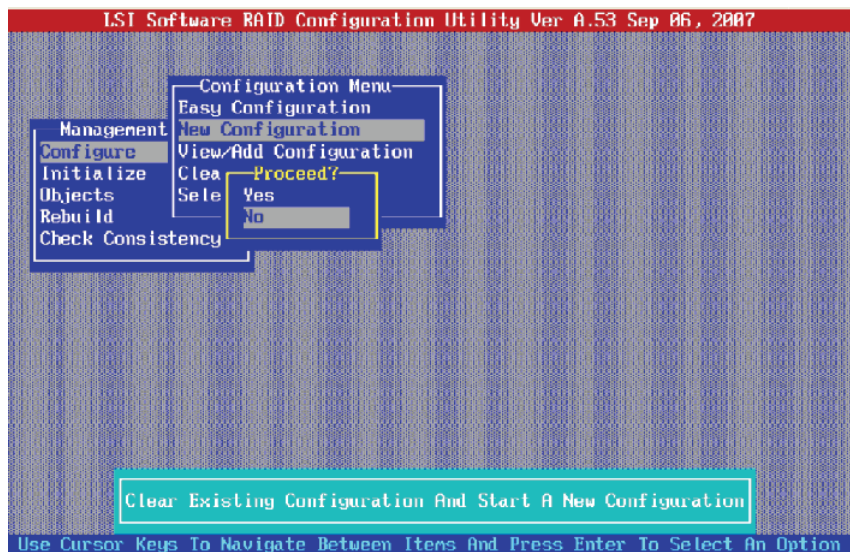 LSI Software RAID Configuration Utility Ver A.53 Sep 06, 2007
Configuration Menu
Easy Configuration
New Configuration
View/Add Configuration
Clea
Sele
Proceed?
Yes
No
Management
Configure
Initialize
Objects
Rebuild
Check Consistency
Clear Existing Configuration And Start A New Configuration
Use Cursor Keys To Navigate Between Items And Press Enter To Select An Option